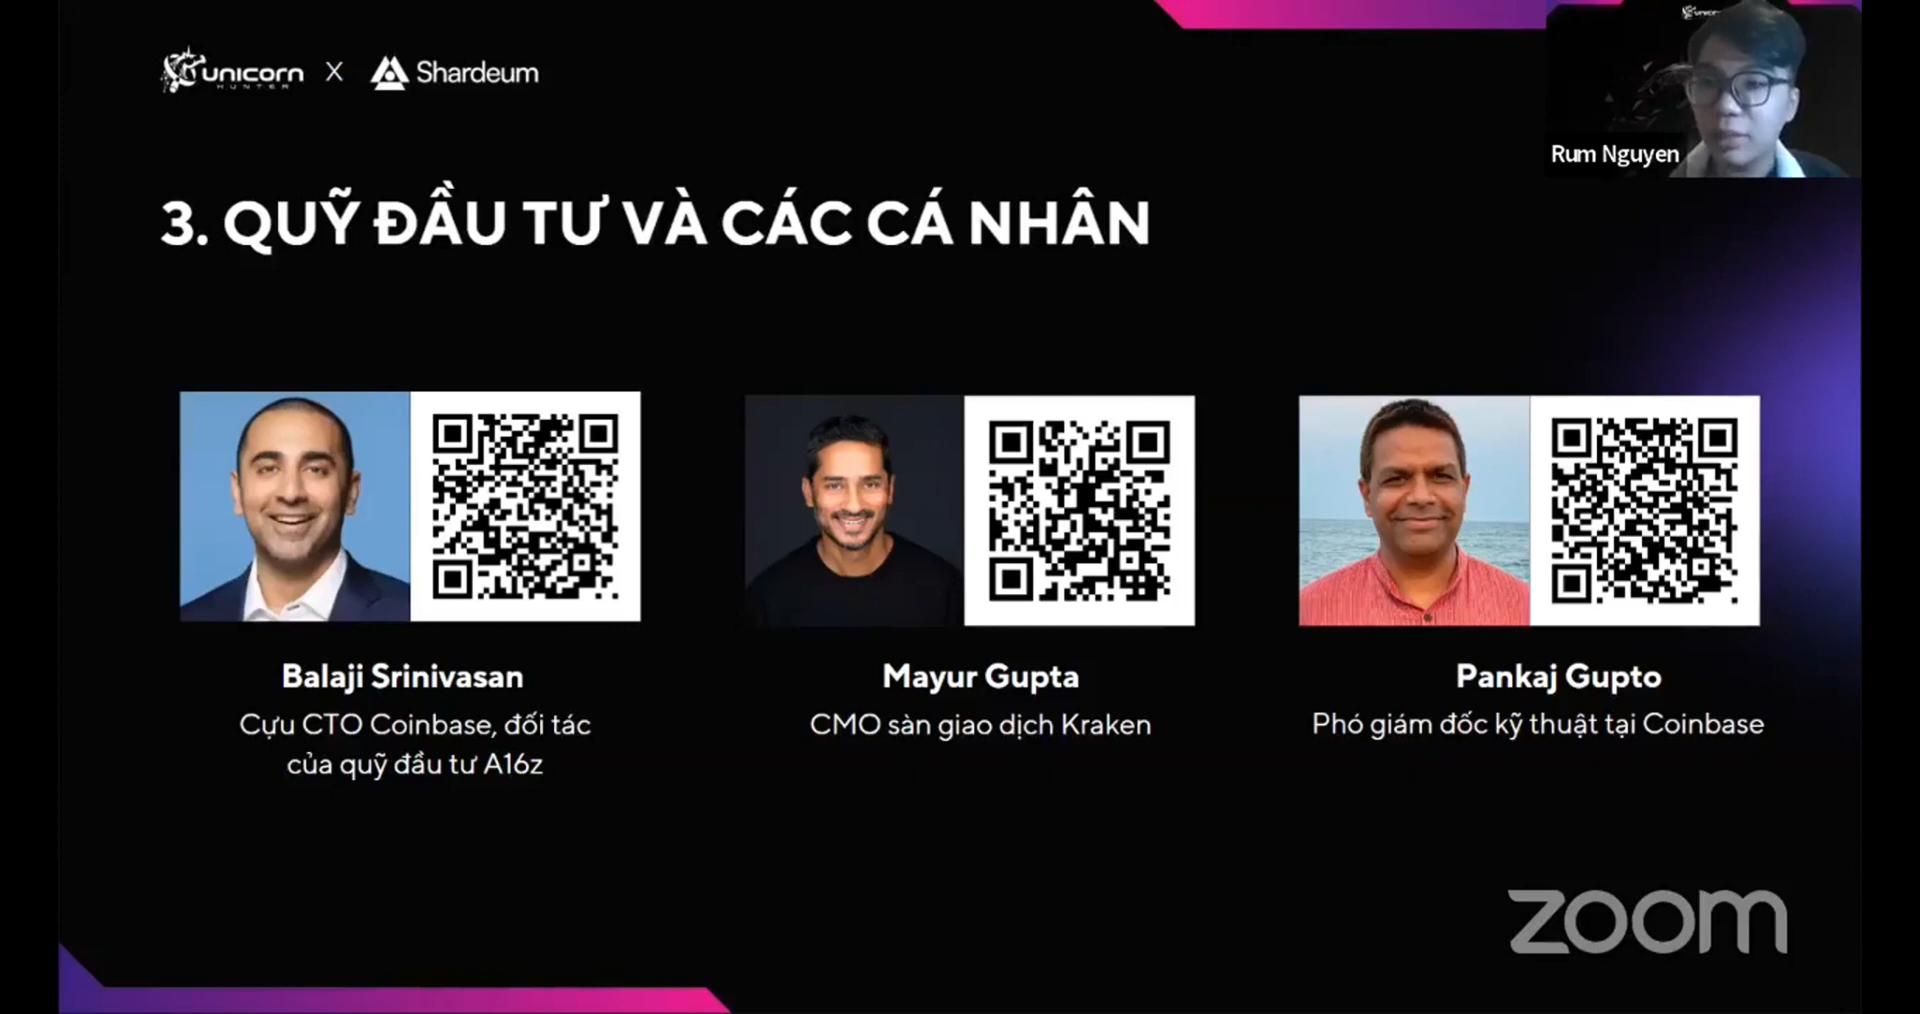 unicorn
HUNTER
X
Shardeum
Rum Nguyen
3. QUỸ ĐẦU TƯ VÀ CÁC CÁ NHÂN
Balaji Srinivasan
Cựu CTO Coinbase, đối tác
của quỹ đầu tư A16z
Mayur Gupta
CMO sàn giao dịch Kraken
Pankaj Gupto
Phó giám đốc kỹ thuật tại Coinbase
zoom